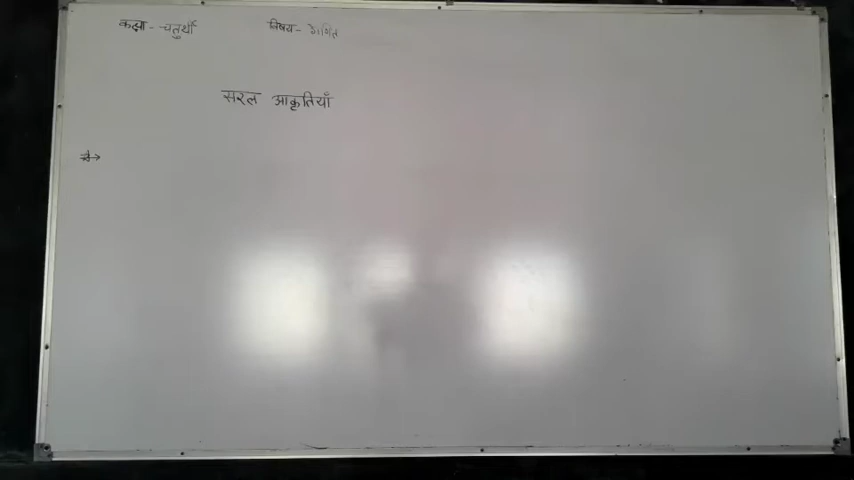 कक्षा - चतुर्थी विषय - गणित
सरल आकृतियाँ